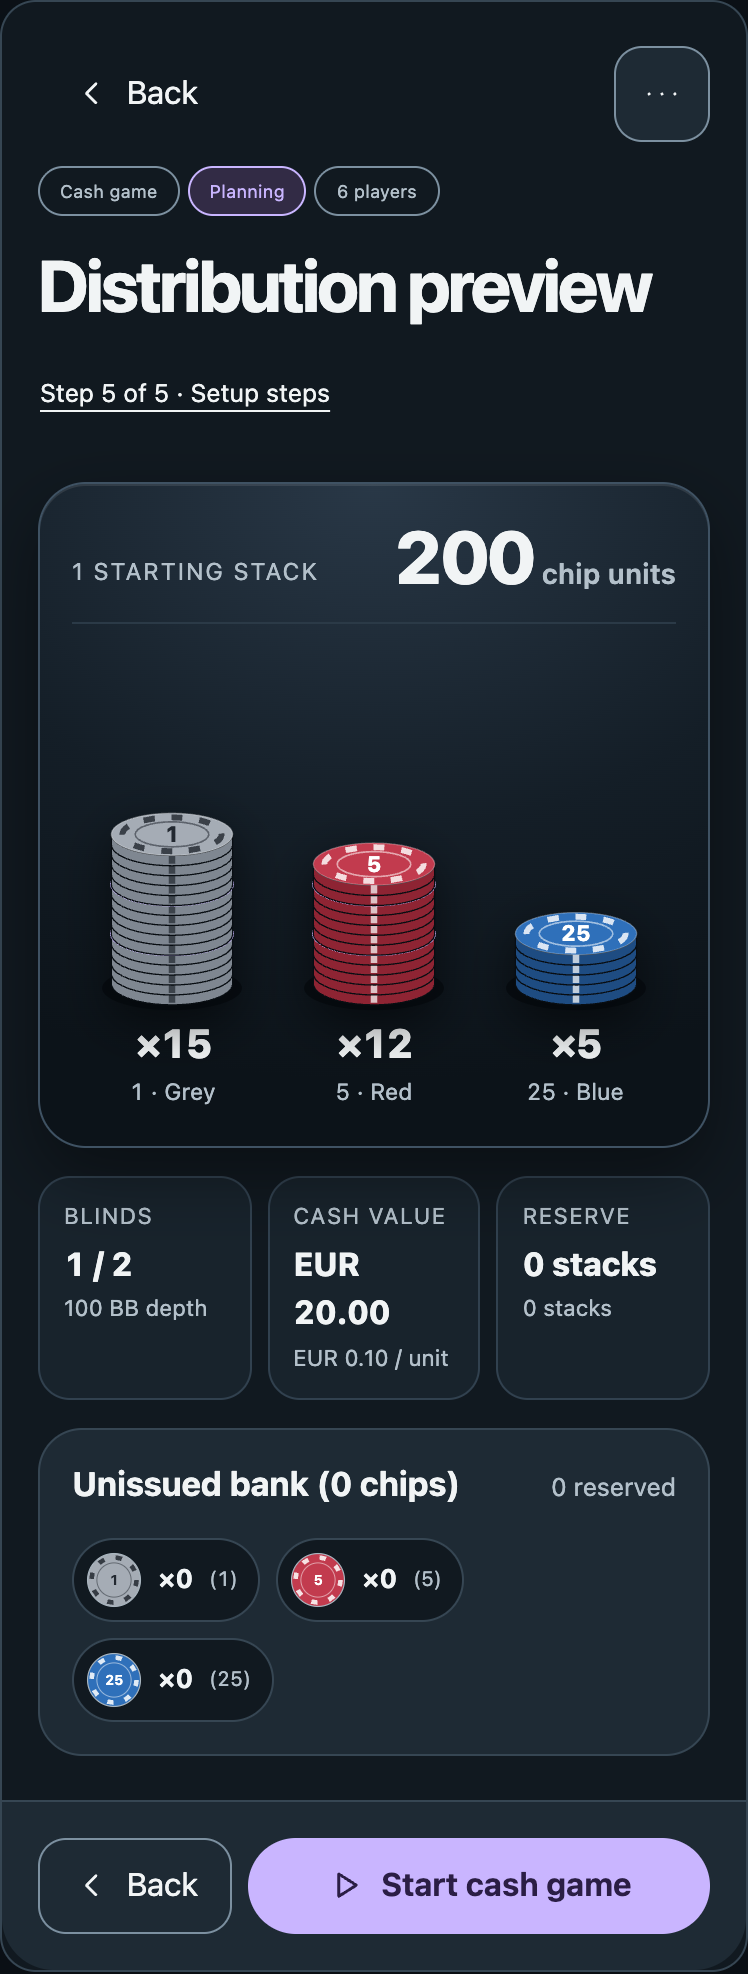 Back
...
Cash game
Planning
6 players
Distribution preview
Step 5 of 5 · Setup steps
1 STARTING STACK
200 chip units
1
5
25
×15
×12
×5
1 · Grey
5 · Red
25 · Blue
BLINDS
1 / 2
100 BB depth
CASH VALUE
EUR
20.00
EUR 0.10 / unit
RESERVE
0 stacks
0 stacks
Unissued bank (0 chips)
0 reserved
1 ×0 (1)
5 ×0 (5)
25 ×0 (25)
Back
Start cash game